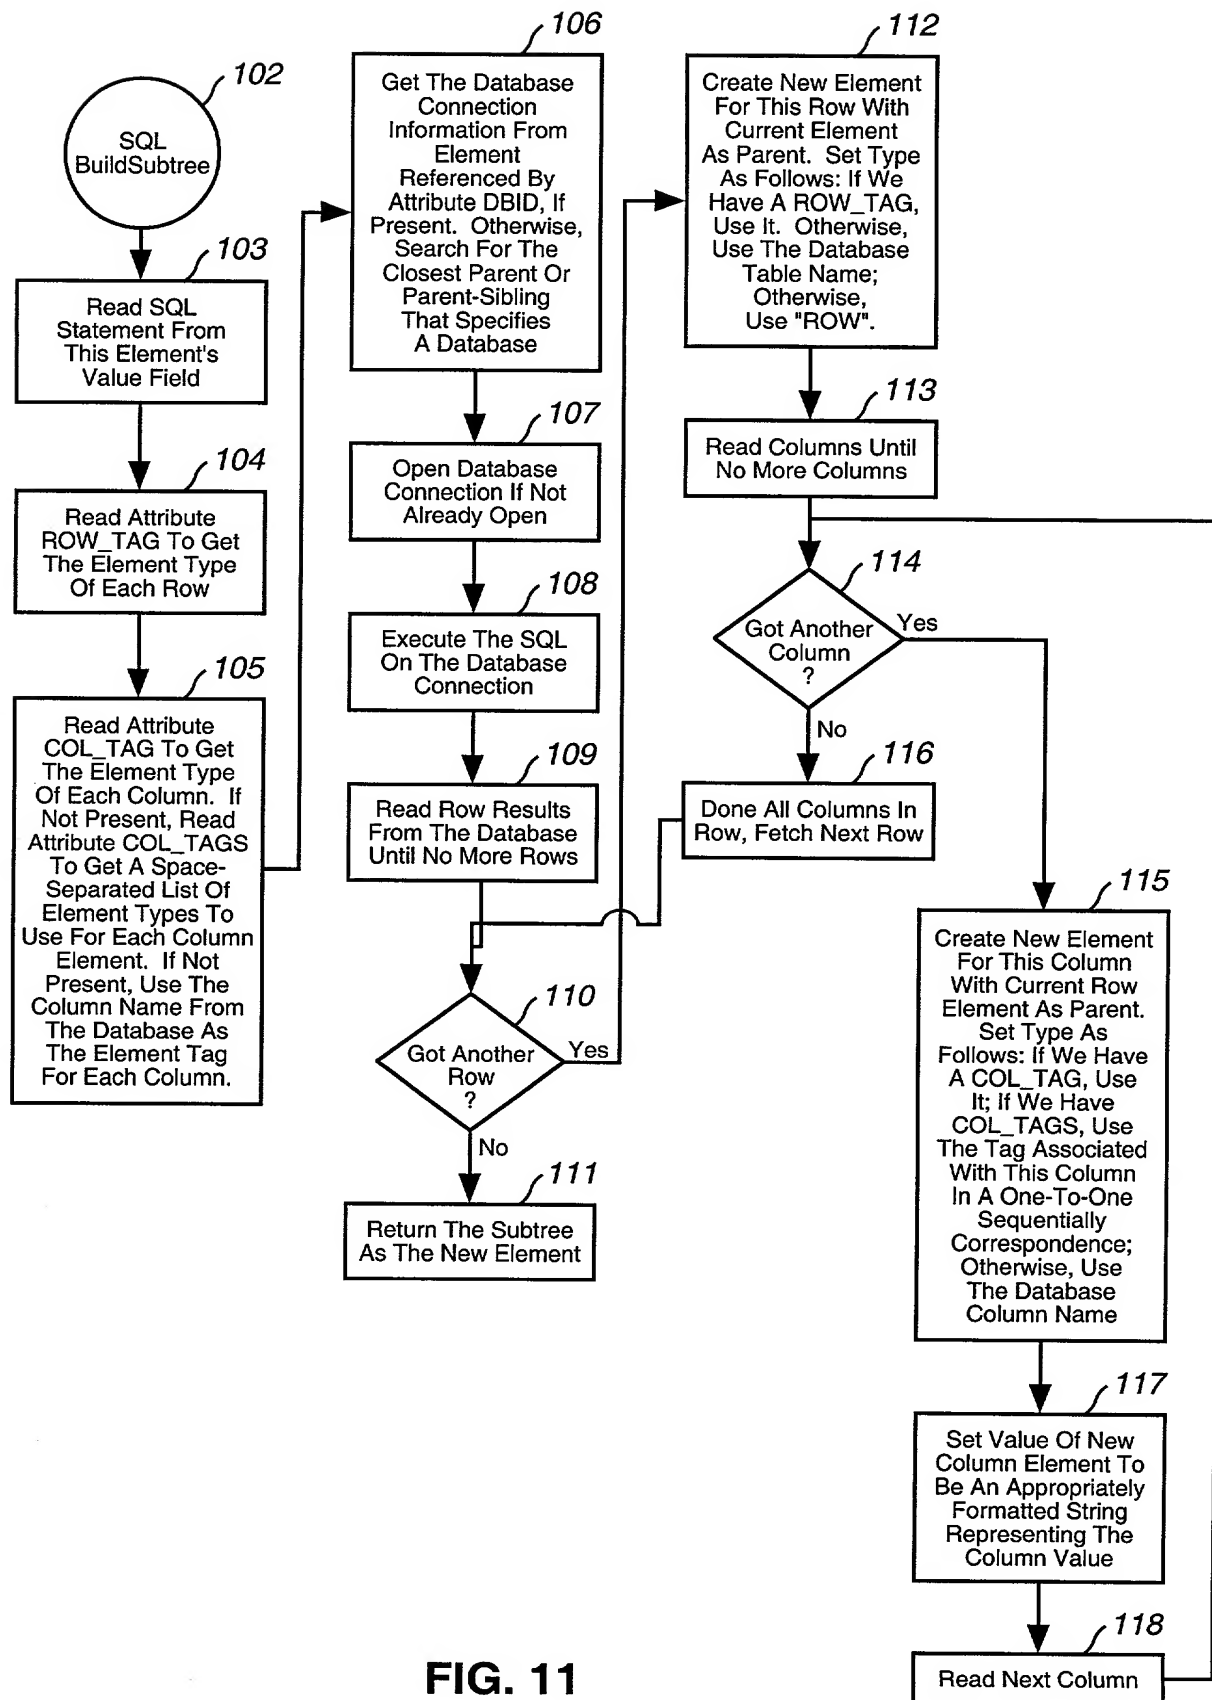 102
SQL
BuildSubtree
103
Read SQL
Statement From
This Element's
Value Field
104
Read Attribute
ROW_TAG To Get
The Element Type
Of Each Row
105
Read Attribute
COL_TAG To Get
The Element Type
Of Each Column. If
Not Present, Read
Attribute COL_TAGS
To Get A Space-
Separated List Of
Element Types To
Use For Each Column
Element. If Not
Present, Use The
Column Name From
The Database As
The Element Tag
For Each Column.
106
Get The Database
Connection
Information From
Element
Referenced By
Attribute DBID, If
Present. Otherwise,
Search For The
Closest Parent Or
Parent-Sibling
That Specifies
A Database
107
Open Database
Connection If Not
Already Open
108
Execute The SQL
On The Database
Connection
109
Read Row Results
From The Database
Until No More Rows
110
Got Another
Row
?
Yes
No
111
Return The Subtree
As The New Element
112
Create New Element
For This Row With
Current Element
As Parent. Set Type
As Follows: If We
Have A ROW_TAG,
Use It. Otherwise,
Use The Database
Table Name;
Otherwise,
Use "ROW".
113
Read Columns Until
No More Columns
114
Got Another
Column
?
Yes
No
116
Done All Columns In
Row, Fetch Next Row
115
Create New Element
For This Column
With Current Row
Element As Parent.
Set Type As
Follows: If We Have
A COL_TAG, Use
It; If We Have
COL_TAGS, Use
The Tag Associated
With This Column
In A One-To-One
Sequentially
Correspondence;
Otherwise, Use
The Database
Column Name
117
Set Value Of New
Column Element To
Be An Appropriately
Formatted String
Representing The
Column Value
118
Read Next Column
FIG. 11